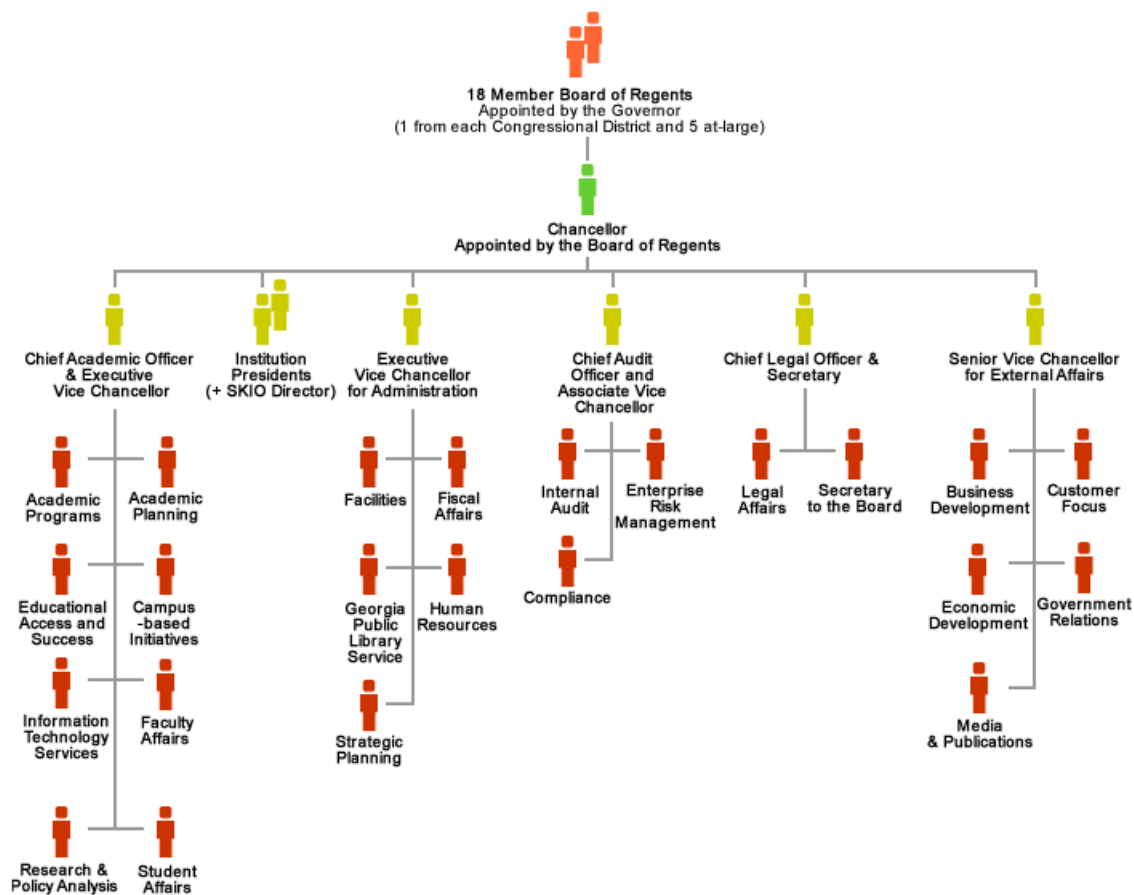 18 Member Board of Regents
Appointed by the Governor
(1 from each Congressional District and 5 at-large)
Chancellor
Appointed by the Board of Regents
Chief Academic Officer
& Executive
Vice Chancellor
Institution
Presidents
(+ SKIO Director)
Executive
Vice Chancellor
for Administration
Chief Audit
Officer and
Associate Vice
Chancellor
Chief Legal Officer &
Secretary
Senior Vice Chancellor
for External Affairs
Academic
Programs
Academic
Planning
Facilities
Fiscal
Affairs
Internal
Audit
Enterprise
Risk
Management
Legal
Affairs
Secretary
to the Board
Business
Development
Customer
Focus
Educational
Access and
Success
Campus
-based
Initiatives
Georgia
Public
Library
Service
Human
Resources
Compliance
Economic
Development
Government
Relations
Information
Technology
Services
Faculty
Affairs
Strategic
Planning
Media
& Publications
Research &
Policy Analysis
Student
Affairs